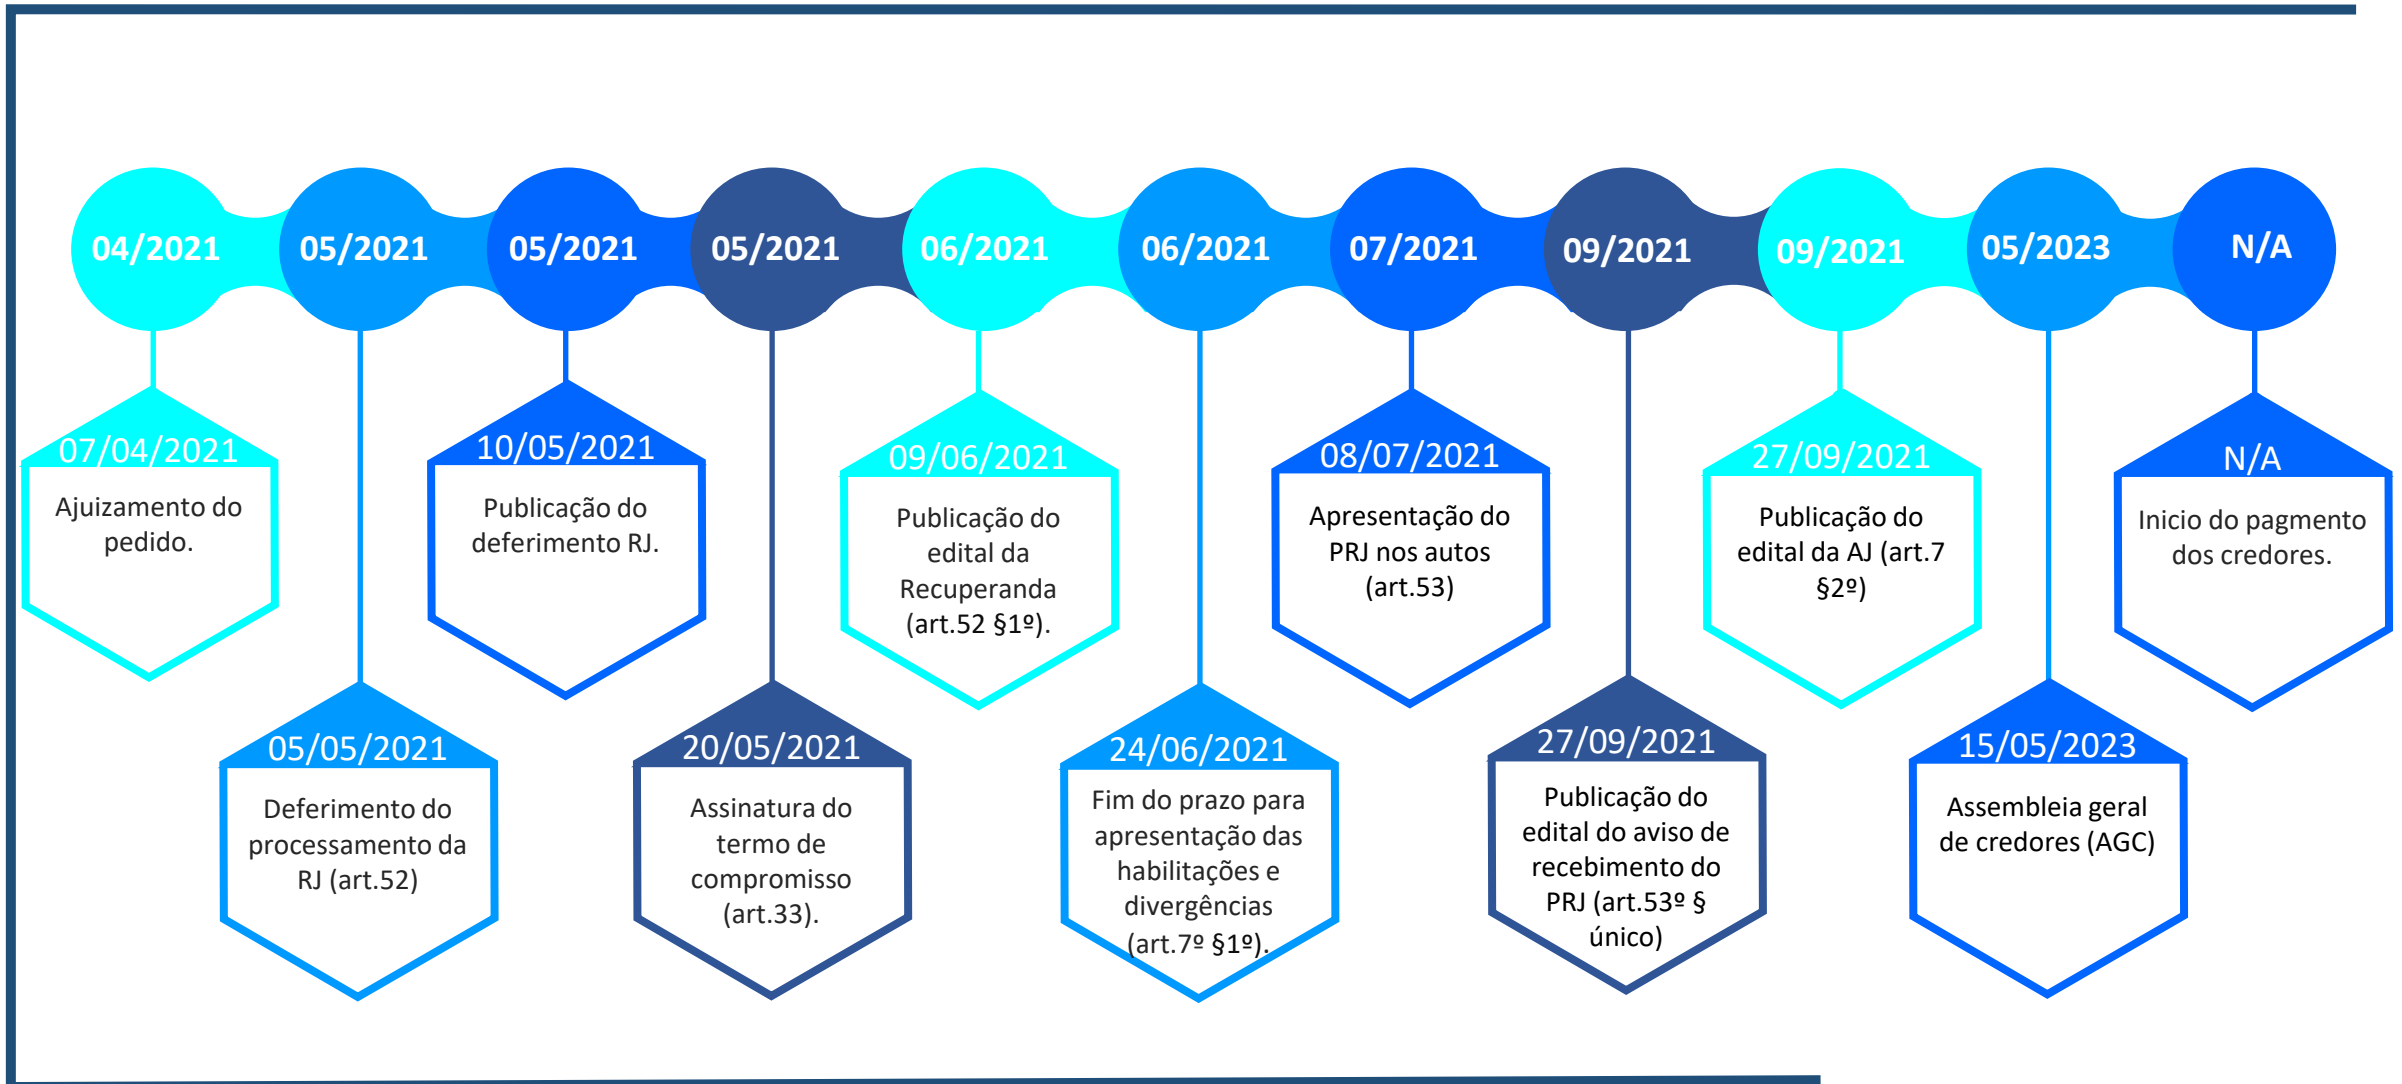 04/2021
05/2021
05/2021
05/2021
06/2021
06/2021
07/2021
09/2021
09/2021
05/2023
N/A
07/04/2021
Ajuizamento do
pedido.
05/05/2021
Deferimento do
processamento da
RJ (art.52)
10/05/2021
Publicação do
deferimento RJ.
20/05/2021
Assinatura do
termo de
compromisso
(art.33).
09/06/2021
Publicação do
edital da
Recuperanda
(art.52 §1º).
24/06/2021
Fim do prazo para
apresentação das
habilitações e
divergências
(art.7º §1º).
08/07/2021
Apresentação do
PRJ nos autos
(art.53)
27/09/2021
Publicação do
edital do aviso de
recebimento do
PRJ (art.53º §
único)
27/09/2021
Publicação do
edital da AJ (art.7
§2º)
15/05/2023
Assembleia geral
de credores (AGC)
N/A
Inicio do pagmento
dos credores.